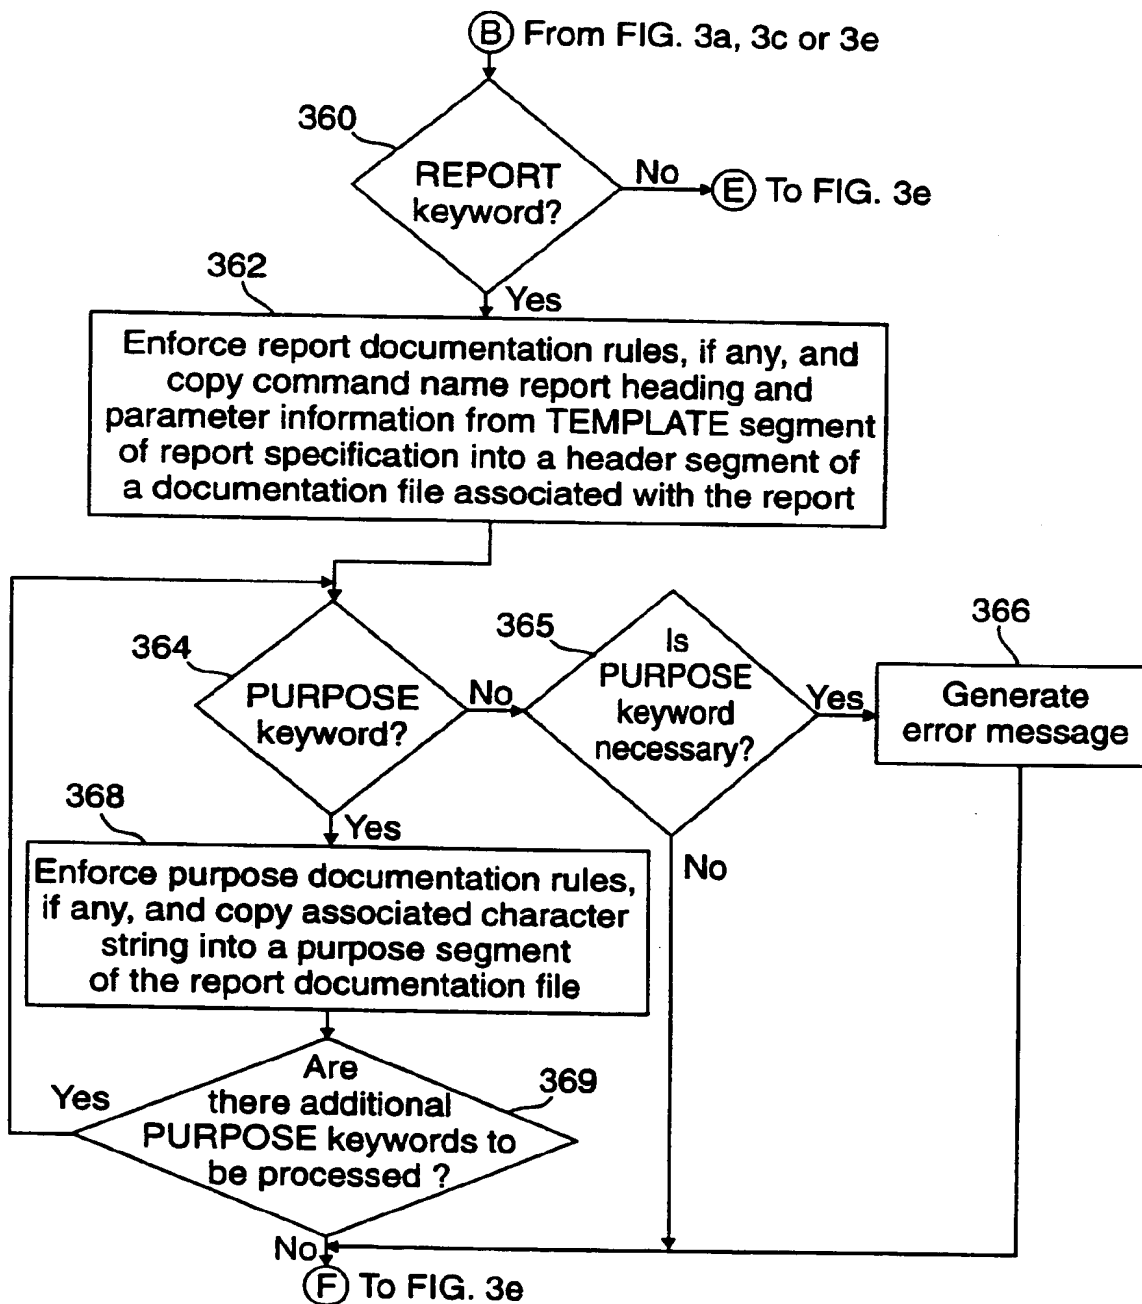 B From FIG. 3a, 3c or 3e
360
REPORT
keyword?
No
E To FIG. 3e
362
Yes
Enforce report documentation rules, if any, and
copy command name report heading and
parameter information from TEMPLATE segment
of report specification into a header segment of
a documentation file associated with the report
364
PURPOSE
keyword?
No
365
Is
PURPOSE
keyword
necessary?
Yes
366
Generate
error message
368
Yes
No
Enforce purpose documentation rules,
if any, and copy associated character
string into a purpose segment
of the report documentation file
Yes
Are
there additional
PURPOSE keywords to
be processed ?
369
No
F To FIG. 3e